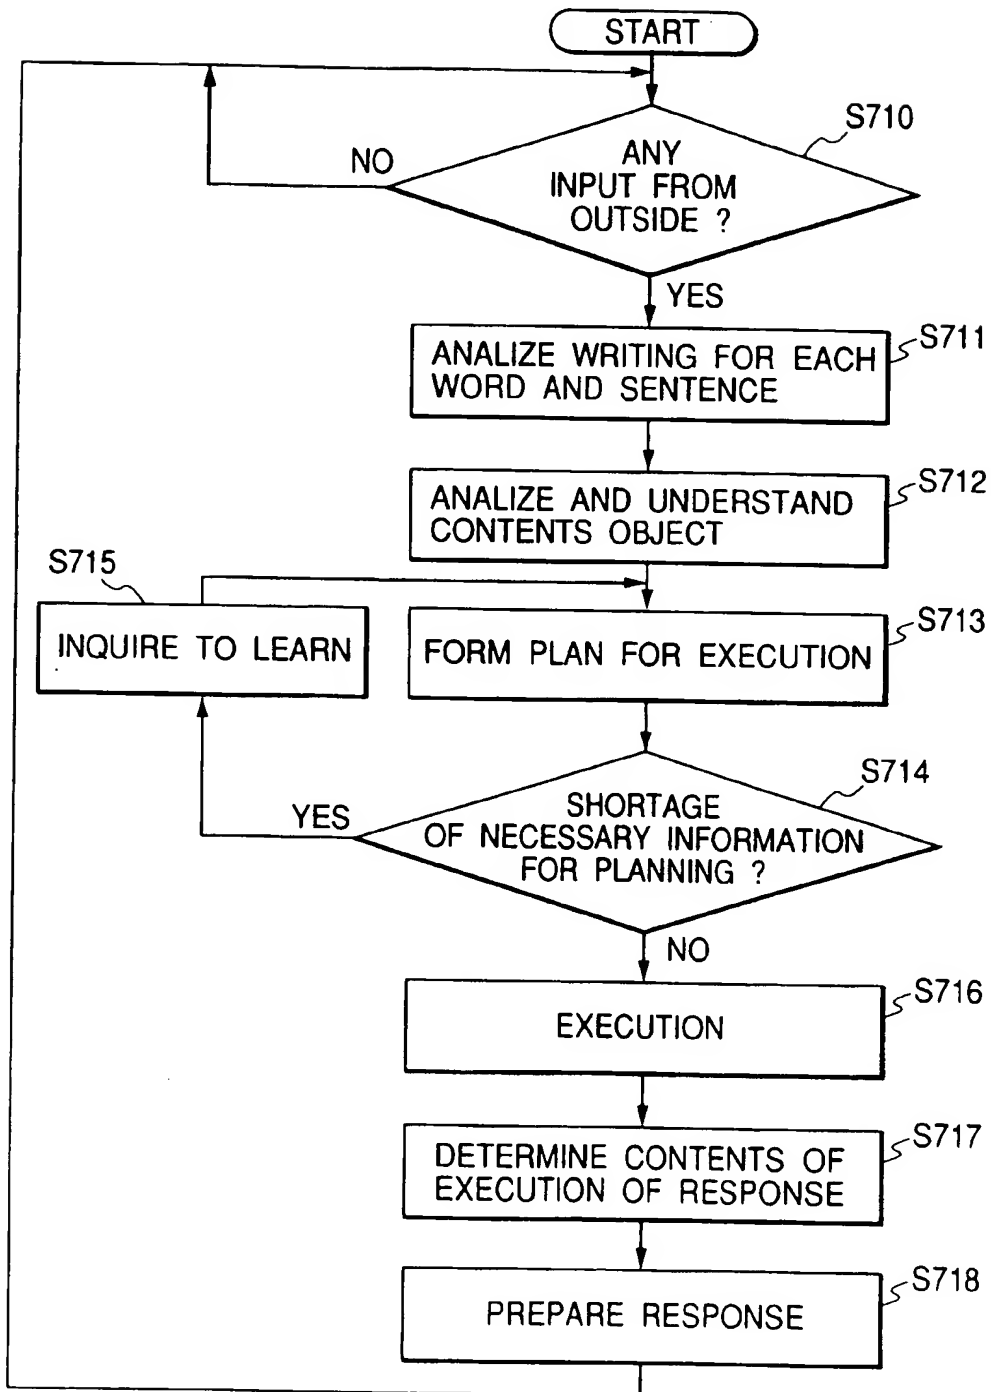 START
S710
ANY
INPUT FROM
OUTSIDE ?
NO
YES
S711
ANALIZE WRITING FOR EACH
WORD AND SENTENCE
S712
ANALIZE AND UNDERSTAND
CONTENTS OBJECT
S715
INQUIRE TO LEARN
S713
FORM PLAN FOR EXECUTION
S714
SHORTAGE
OF NECESSARY INFORMATION
FOR PLANNING ?
YES
NO
S716
EXECUTION
S717
DETERMINE CONTENTS OF
EXECUTION OF RESPONSE
S718
PREPARE RESPONSE